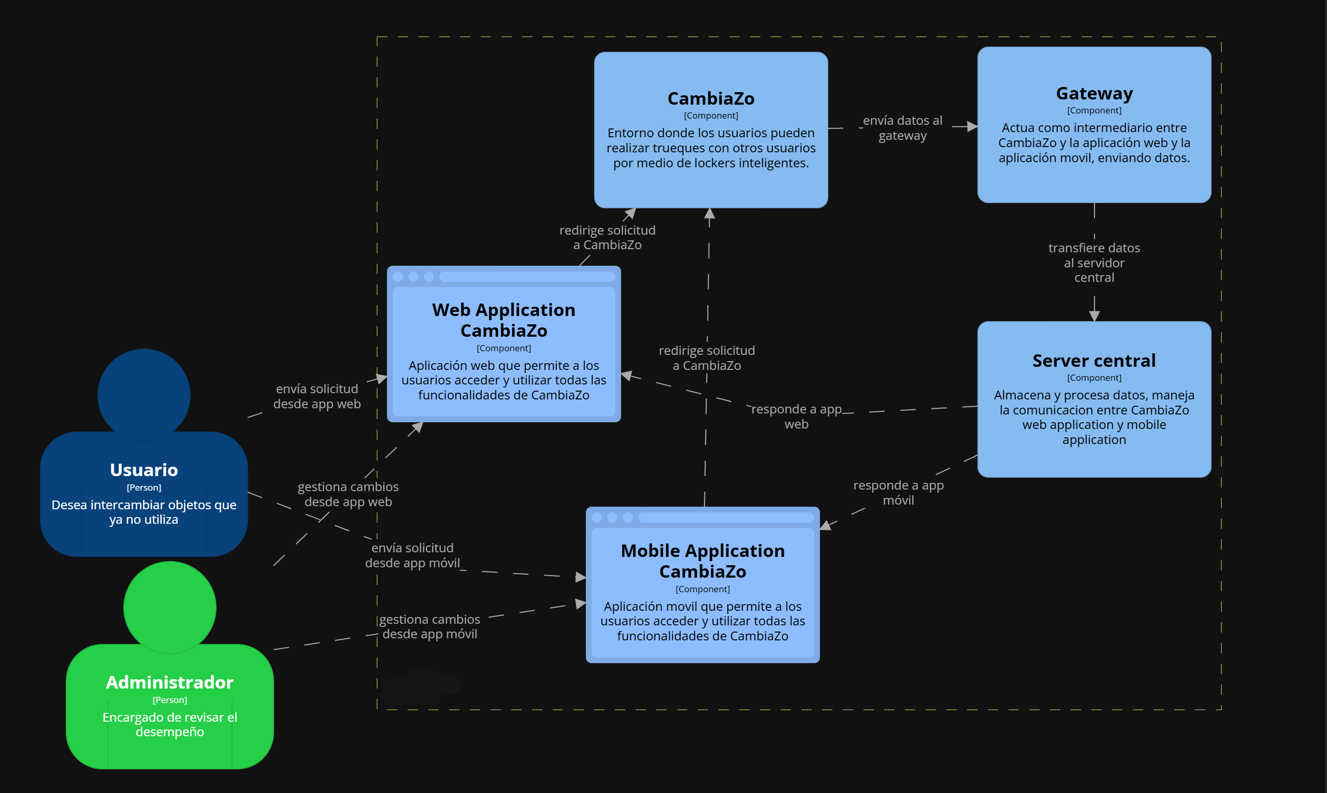 CambiaZo
[Component]
Entorno donde los usuarios pueden
realizar trueques con otros usuarios
por medio de lockers inteligentes.
envía datos al
gateway
Gateway
[Component]
Actua como intermediario entre
CambiaZo y la aplicación web y la
aplicación movil, enviando datos.
redirige solicitud
a CambiaZo
transfiere datos
al servidor
central
Web Application
CambiaZo
[Component]
Aplicación web que permite a los
usuarios acceder y utilizar todas las
funcionalidades de CambiaZo
redirige solicitud
a CambiaZo
Server central
[Component]
Almacena y procesa datos, maneja
la comunicacion entre CambiaZo
web application y mobile
application
envía solicitud
desde app web
responde a app
web
Usuario
[Person]
Desea intercambiar objetos que
ya no utiliza
gestiona cambios
desde app web
responde a app
móvil
envía solicitud
desde app móvil
Mobile Application
CambiaZo
[Component]
Aplicación movil que permite a los
usuarios acceder y utilizar todas las
funcionalidades de CambiaZo
gestiona cambios
desde app móvil
Administrador
[Person]
Encargado de revisar el
desempeño